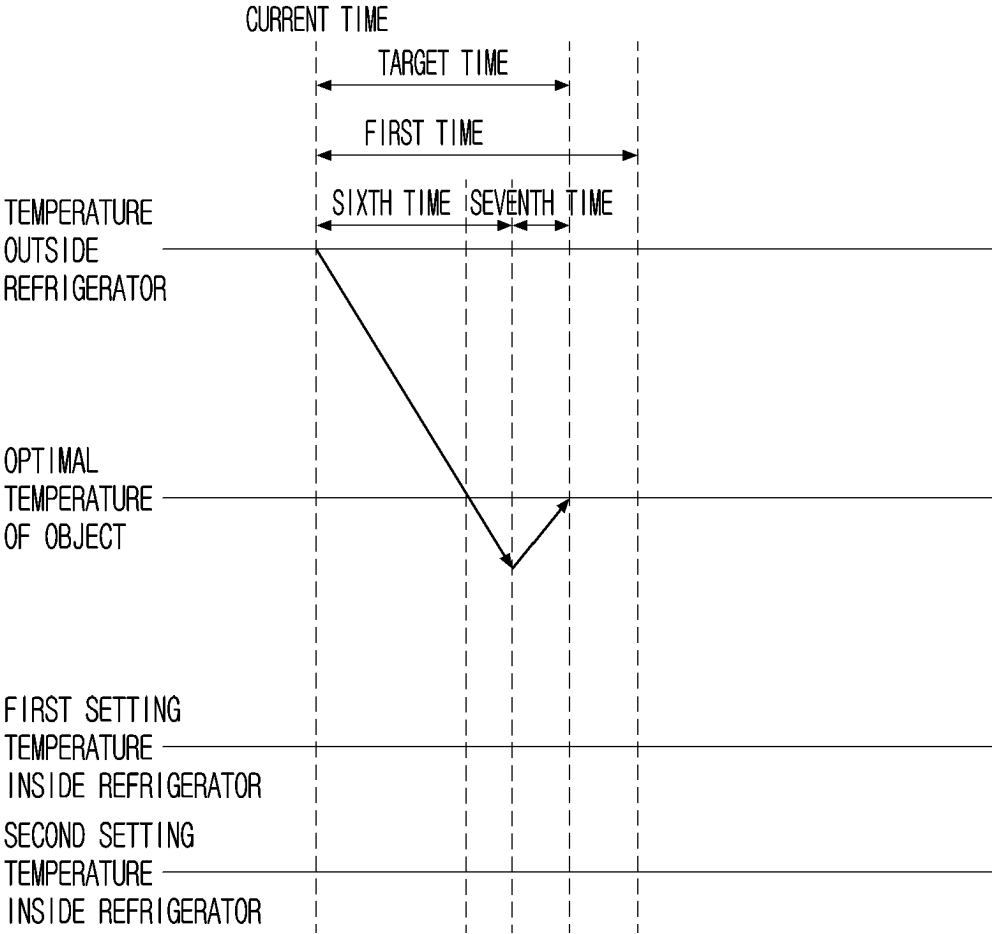 CURRENT TIME
TARGET TIME
FIRST TIME
SIXTH TIME
SEVENTH TIME
TEMPERATURE
OUTSIDE
REFRIGERATOR
OPTIMAL
TEMPERATURE
OF OBJECT
FIRST SETTING
TEMPERATURE
INSIDE REFRIGERATOR
SECOND SETTING
TEMPERATURE
INSIDE REFRIGERATOR